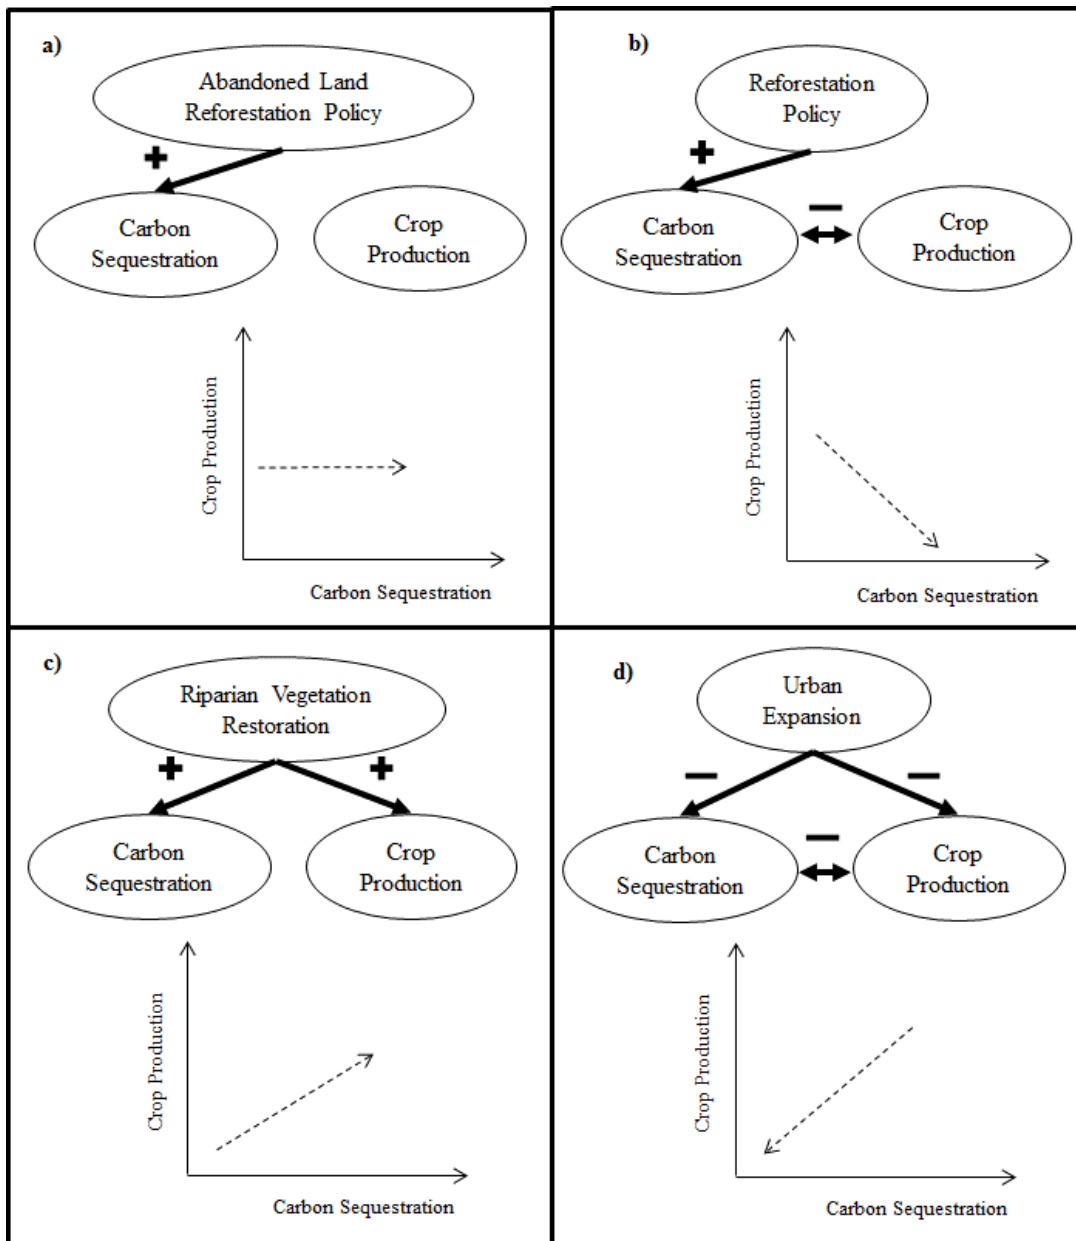 a)
Abandoned Land
Reforestation Policy
+
Carbon
Sequestration
Crop
Production
Crop Production
Carbon Sequestration
b)
Reforestation
Policy
+
Carbon
Sequestration
—
Crop
Production
Crop Production
Carbon Sequestration
c)
Riparian Vegetation
Restoration
+
+
Carbon
Sequestration
Crop
Production
Crop Production
Carbon Sequestration
d)
Urban
Expansion
—
—
Carbon
Sequestration
—
Crop
Production
Crop Production
Carbon Sequestration